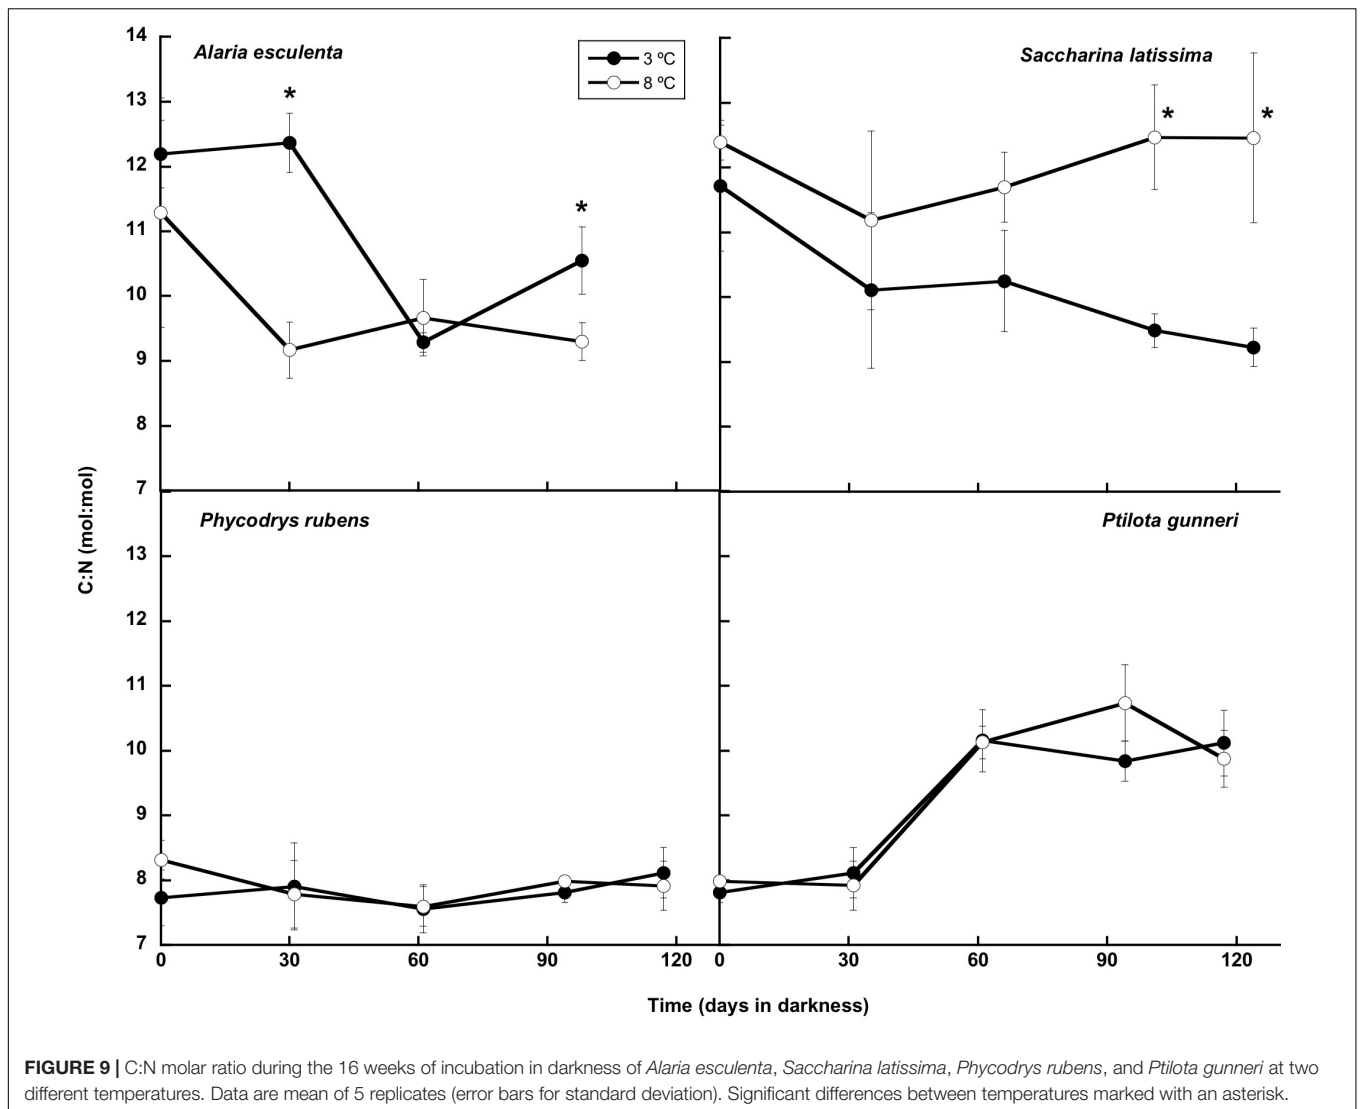 14
13
12
11
10
9
8
7
Alaria esculenta
*
*
3 ºC
8 ºC
Saccharina latissima
*
*
C:N (mol:mol)
13
12
11
10
9
8
7
Phycodrys rubens
Ptilota gunneri
0 30 60 90 120 0 30 60 90 120
Time (days in darkness)
FIGURE 9 | C:N molar ratio during the 16 weeks of incubation in darkness of Alaria esculenta, Saccharina latissima, Phycodrys rubens, and Ptilota gunneri at two
different temperatures. Data are mean of 5 replicates (error bars for standard deviation). Significant differences between temperatures marked with an asterisk.